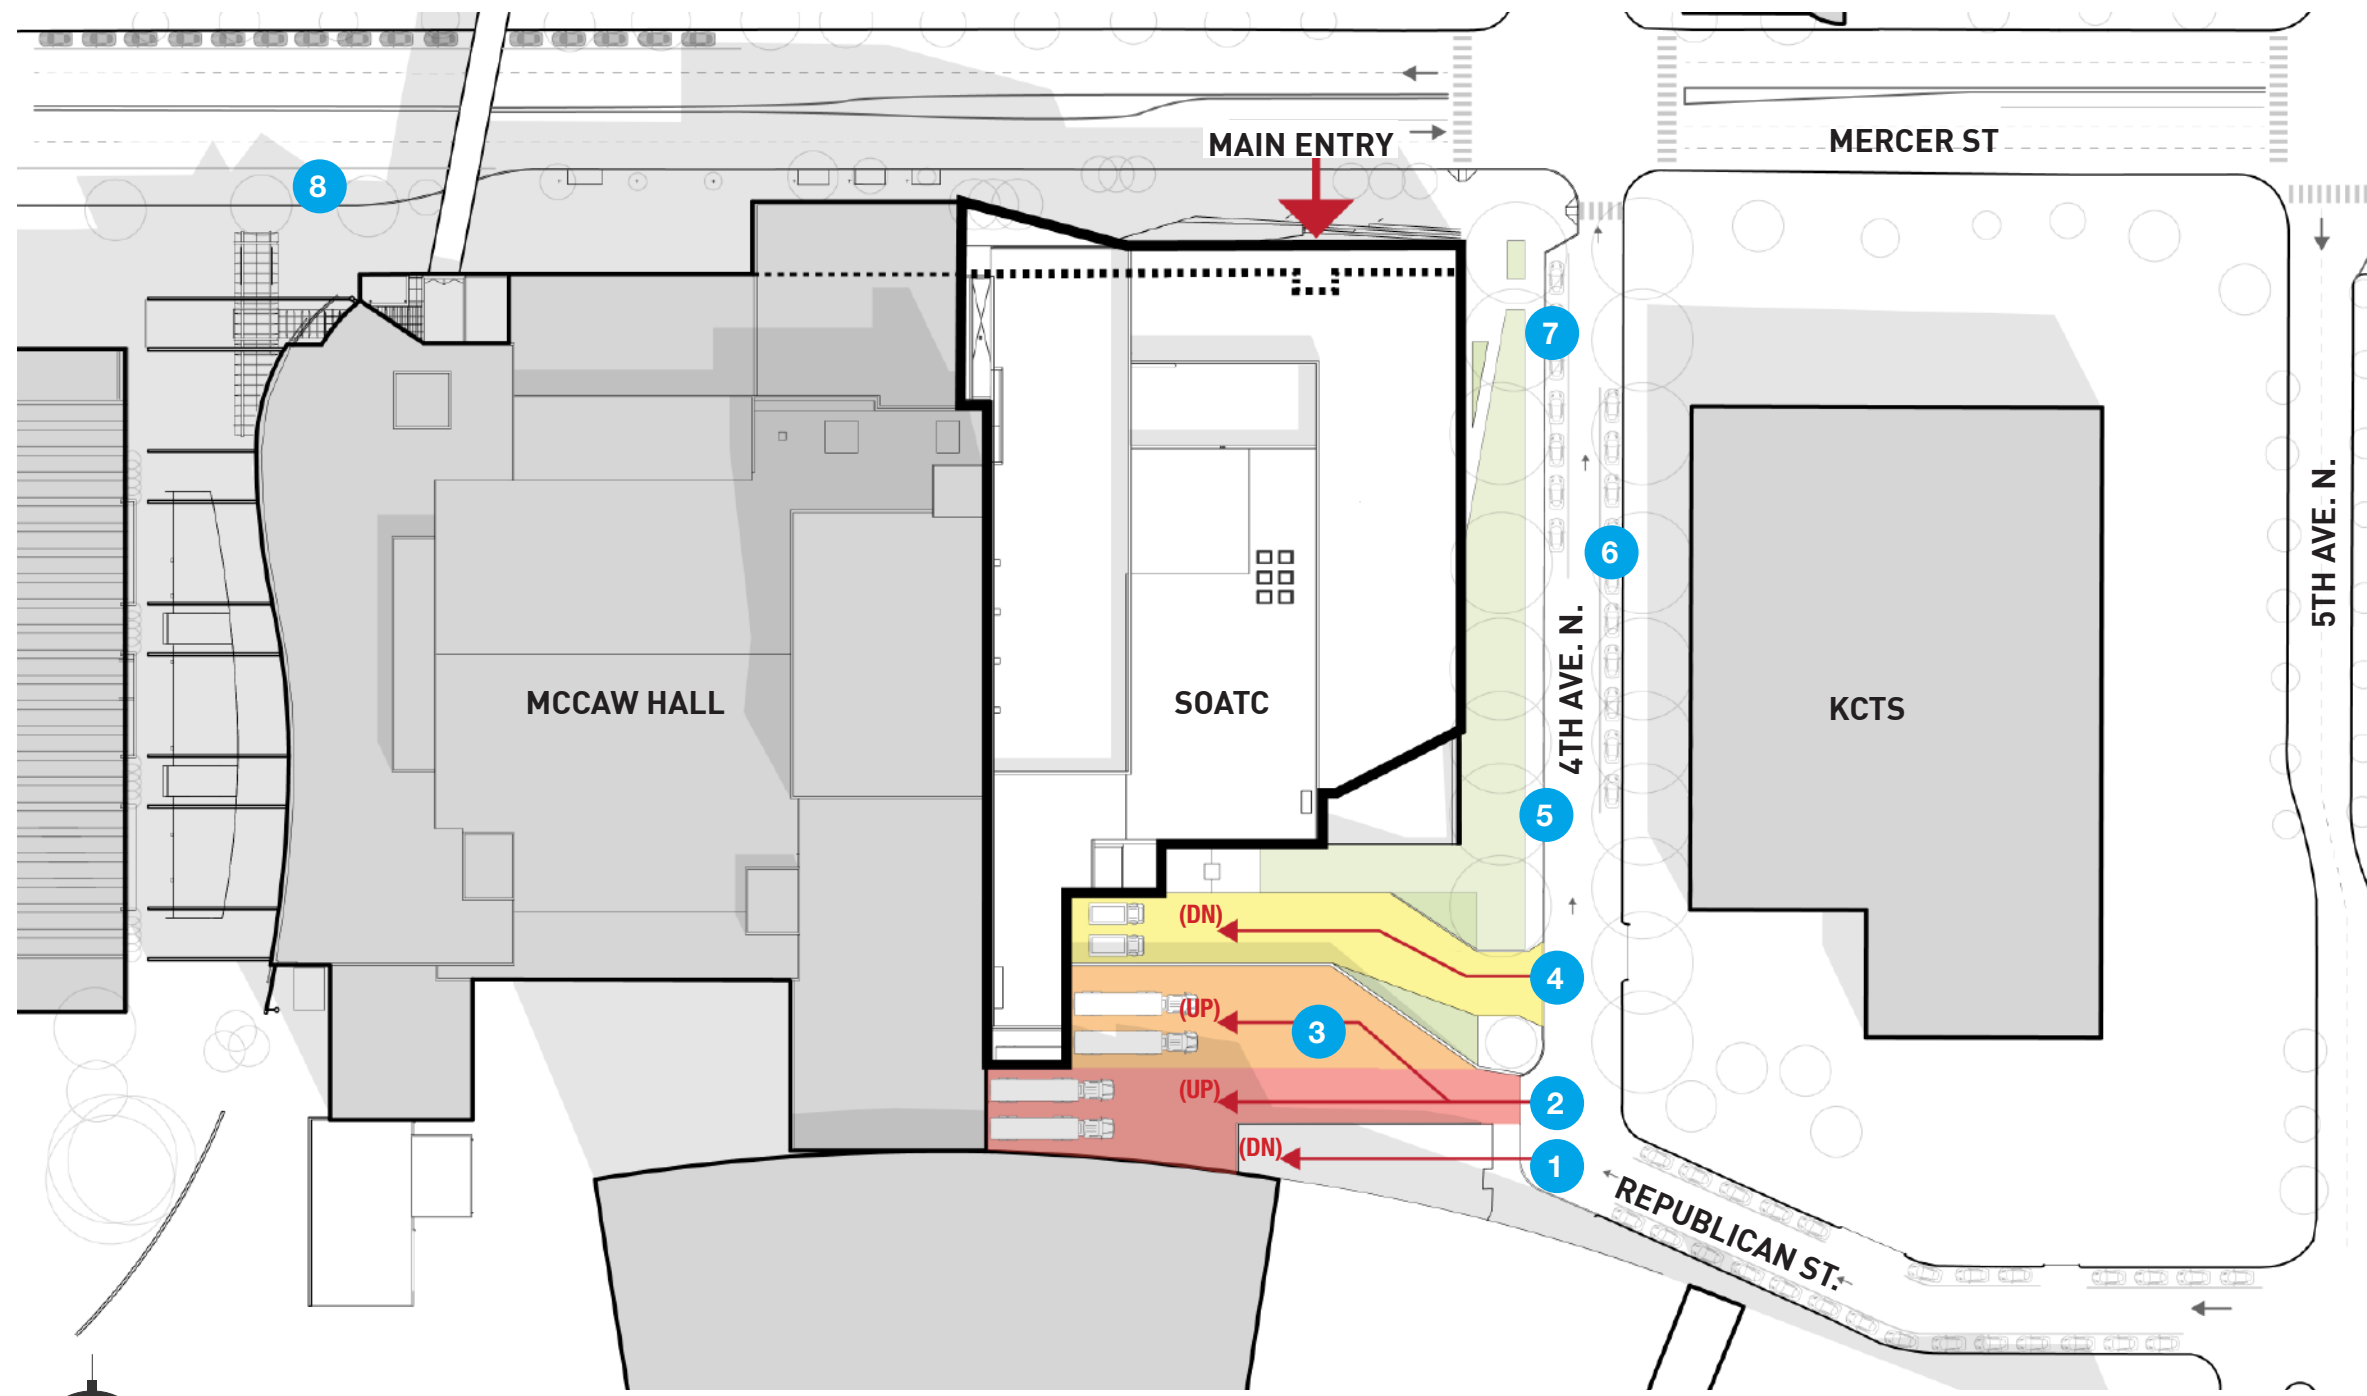 MAIN ENTRY
MERCER ST
8
7
6
5TH AVE. N.
4TH AVE. N.
MCCAW HALL
SOATC
KCTS
5
(DN)
4
(UP)
3
(UP)
2
(DN)
1
REPUBLICAN ST.